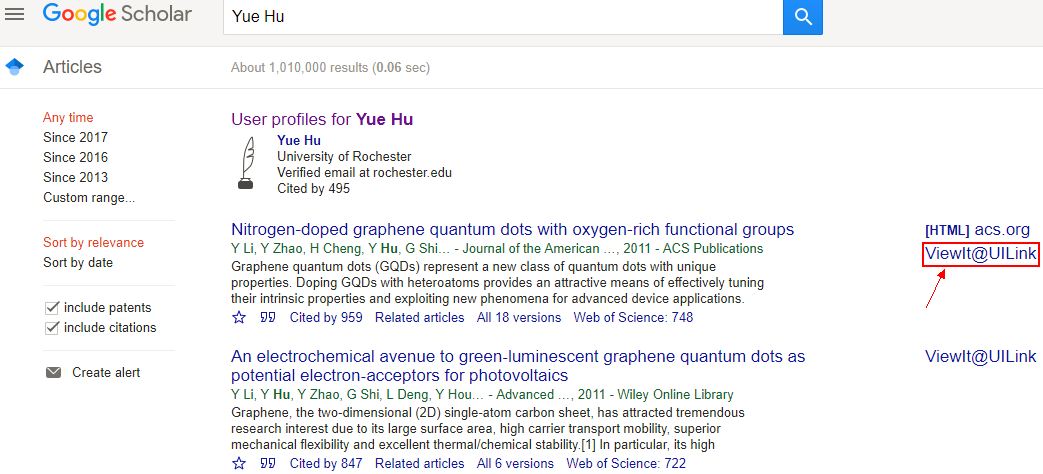 Google Scholar
Yue Hu
Articles
About 1,010,000 results (0.06 sec)
Any time
Since 2017
Since 2016
Since 2013
Custom range...
Sort by relevance
Sort by date
include patents
include citations
Create alert
User profiles for Yue Hu
Yue Hu
University of Rochester
Verified email at rochester.edu
Cited by 495
Nitrogen-doped graphene quantum dots with oxygen-rich functional groups
Y Li, Y Zhao, H Cheng, Y Hu, G Shi... - Journal of the American ..., 2011 - ACS Publications
Graphene quantum dots (GQDs) represent a new class of quantum dots with unique
properties. Doping GQDs with heteroatoms provides an attractive means of effectively tuning
their intrinsic properties and exploiting new phenomena for advanced device applications.
Cited by 959 Related articles All 18 versions Web of Science: 748
[HTML] acs.org
ViewIt@UILink
An electrochemical avenue to green-luminescent graphene quantum dots as
potential electron-acceptors for photovoltaics
Y Li, Y Hu, Y Zhao, G Shi, L Deng, Y Hou... - Advanced ..., 2011 - Wiley Online Library
Graphene, the two-dimensional (2D) single-atom carbon sheet, has attracted tremendous
research interest due to its large surface area, high carrier transport mobility, superior
mechanical flexibility and excellent thermal/chemical stability.[1] In particular, its high
Cited by 847 Related articles All 6 versions Web of Science: 722
ViewIt@UILink